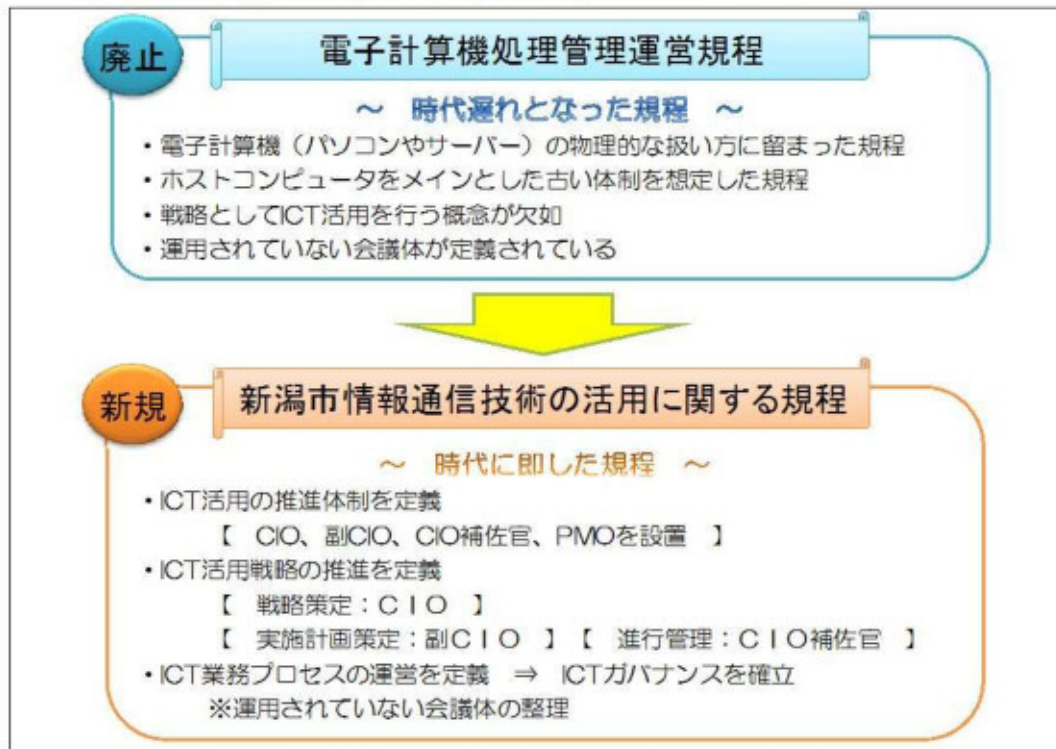 廃止
電子計算機処理管理運営規程
～ 時代遅れとなった規程 ～
・電子計算機（パソコンやサーバー）の物理的な扱い方に留まった規程
・ホストコンピュータをメインとした古い体制を想定した規程
・戦略としてICT活用を行う概念が欠如
・運用されていない会議体が定義されている
新規
新潟市情報通信技術の活用に関する規程
～ 時代に即した規程 ～
・ICT活用の推進体制を定義
【 CIO、副CIO、CIO補佐官、PMOを設置 】
・ICT活用戦略の推進を定義
【 戦略策定：ＣＩＯ 】
【 実施計画策定：副ＣＩＯ 】【 進行管理：ＣＩＯ補佐官 】
・ICT業務プロセスの運営を定義 ⇒ ICTガバナンスを確立
※運用されていない会議体の整理